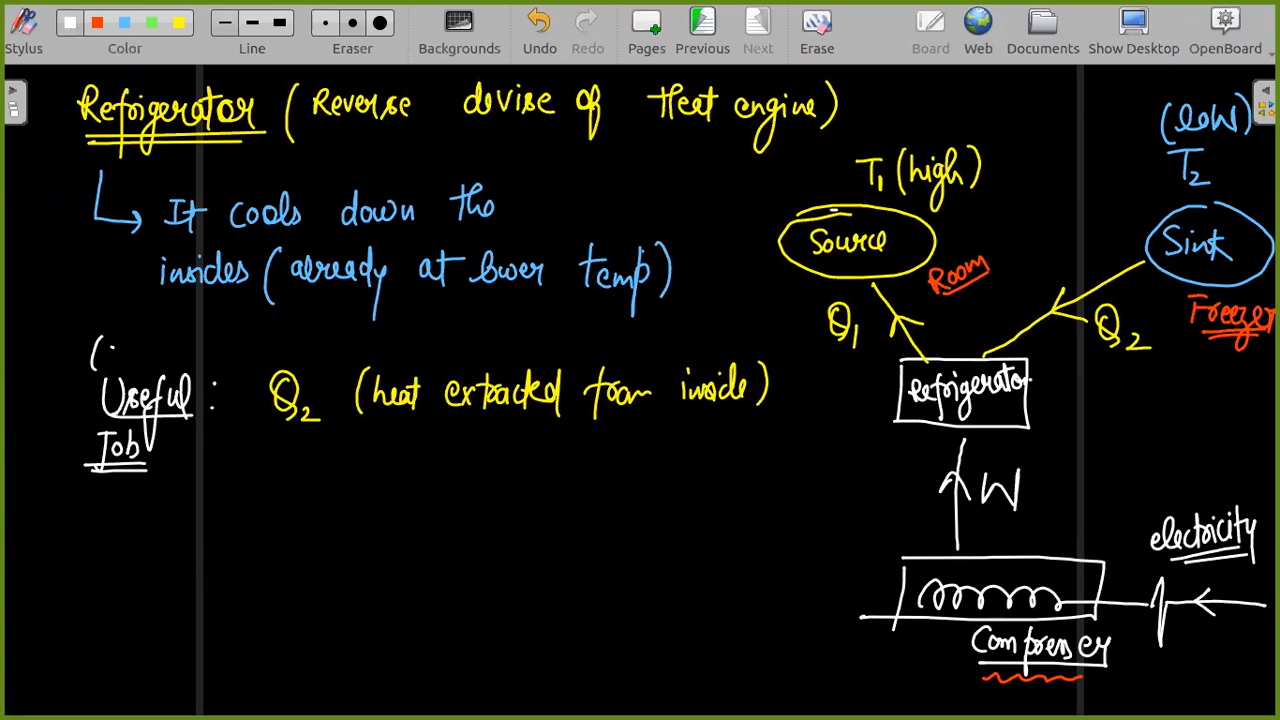 Stylus
Color
Line
Eraser
Backgrounds
Undo
Redo
Pages
Previous
Next
Erase
Board
Web
Documents
Show Desktop
OpenBoard
Refrigerator (Reverse devise of Heat engine)
It cools down the
insides (already at lower temp)
Useful : Q2 (heat extracted from inside)
Job
T1 (high)
Source
Room
Q1
(low)
T2
Sink
Freezer
Q2
Refrigerator
W
electricity
Compresser